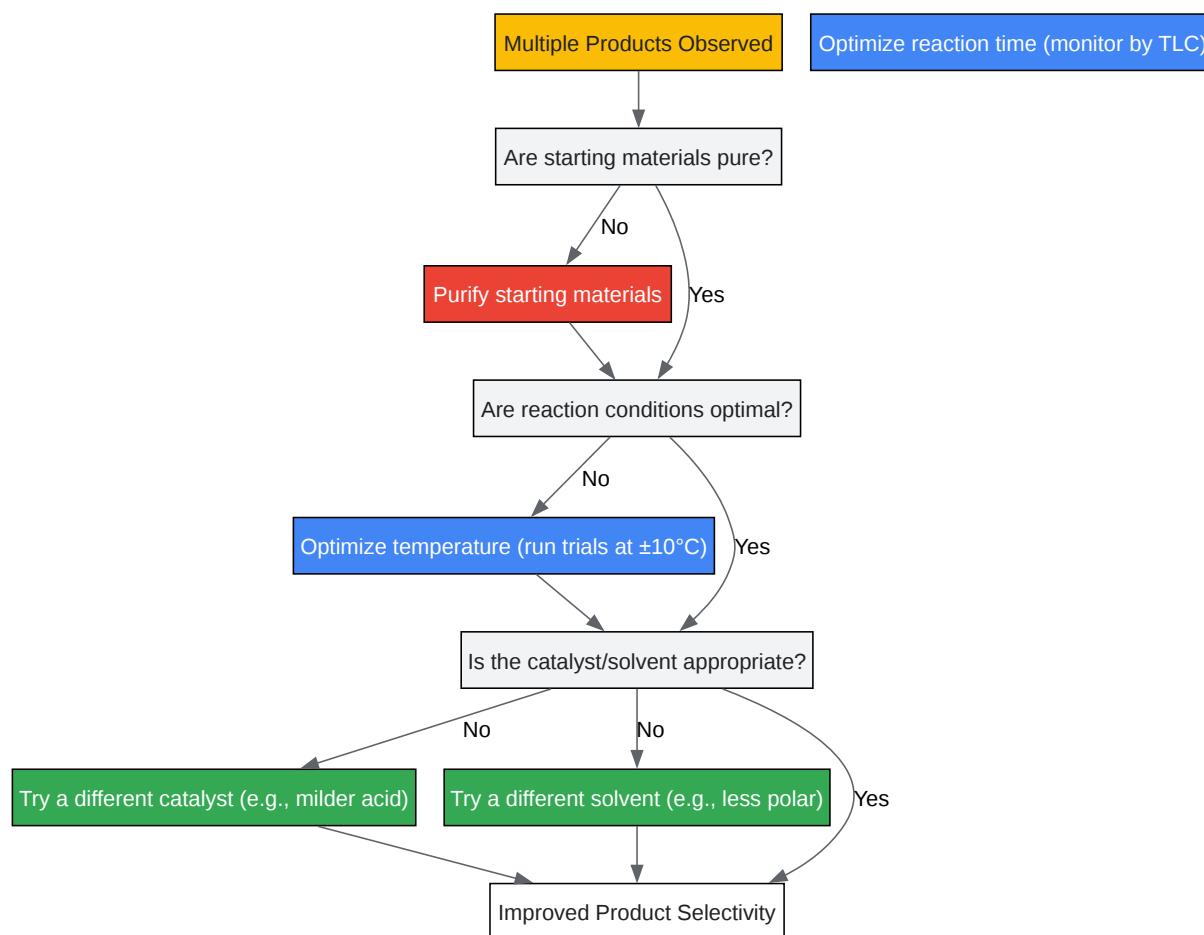 Multiple Products Observed
Optimize reaction time (monitor by TLC)
Are starting materials pure?
No
Purify starting materials
Yes
Are reaction conditions optimal?
No
Optimize temperature (run trials at ±10°C)
Yes
Is the catalyst/solvent appropriate?
No
No
Try a different catalyst (e.g., milder acid)
Try a different solvent (e.g., less polar)
Yes
Improved Product Selectivity